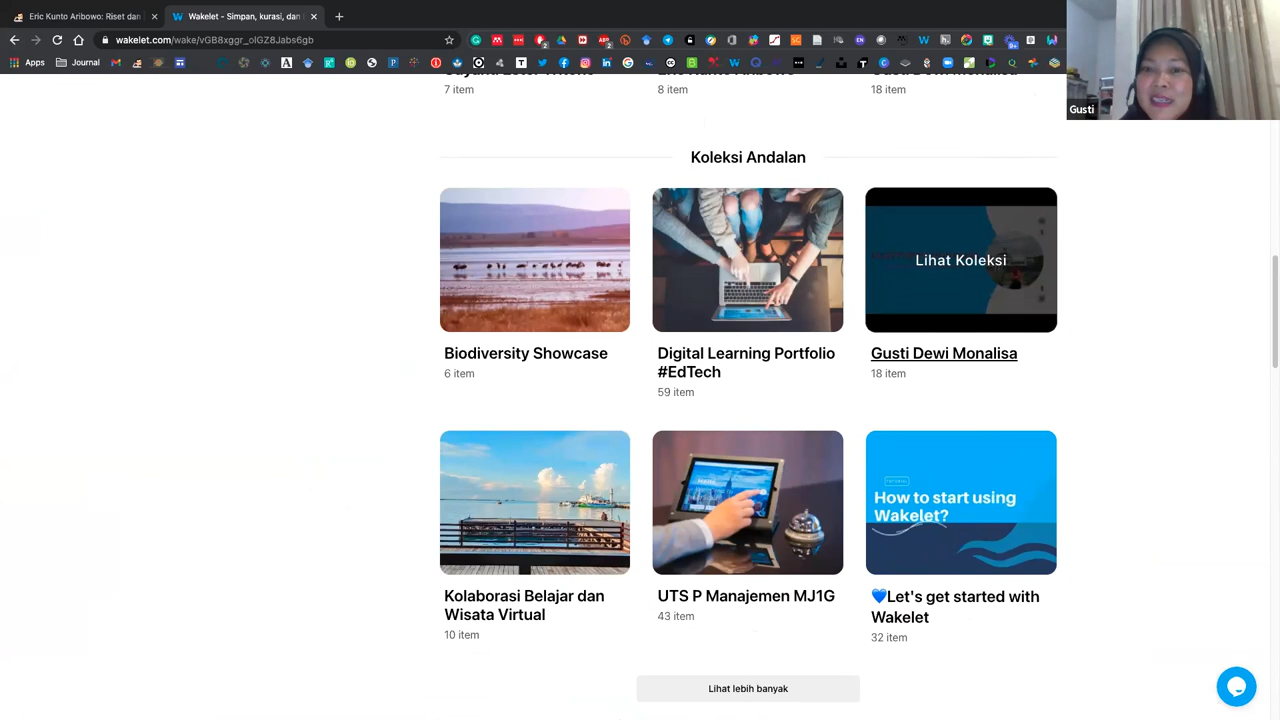 Eric Kunto Aribowo: Riset dan
Wakelet - Simpan, kurasi, dan
wakelet.com/wake/vGB8xggr_olGZ8Jabs6gb
Apps
Journal
Gusti
7 item
8 item
18 item
Koleksi Andalan
Lihat Koleksi
Biodiversity Showcase
6 item
Digital Learning Portfolio
#EdTech
59 item
Gusti Dewi Monalisa
18 item
TUTORIAL
How to start using
Wakelet?
Kolaborasi Belajar dan
Wisata Virtual
10 item
UTS P Manajemen MJ1G
43 item
💙Let's get started with
Wakelet
32 item
Lihat lebih banyak